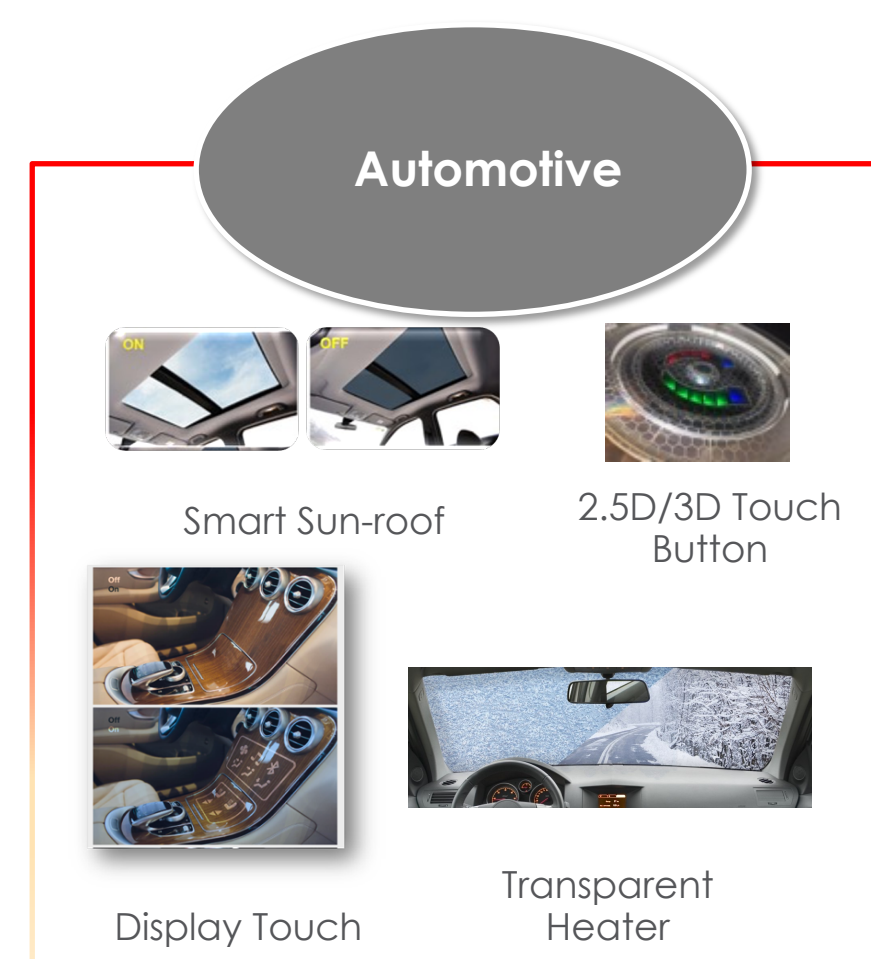 Automotive
ON
OFF
Smart Sun-roof
2.5D/3D Touch
Button
Off
On
Off
On
Display Touch
Transparent
Heater